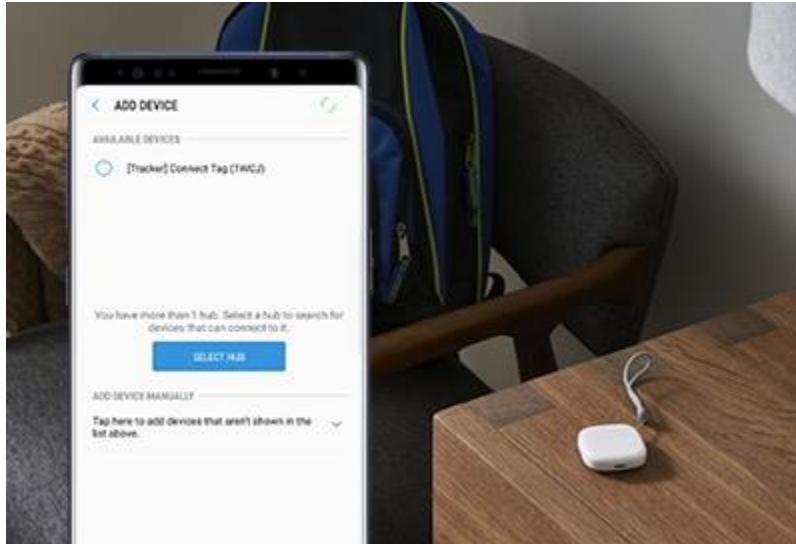 ADD DEVICE
AVAILABLE DEVICES
[Tracker] Connect Tag (TWCJ)
You have more than 1 hub. Select a hub to search for
devices that can connect to it.
SELECT HUB
ADD DEVICE MANUALLY
Tap here to add devices that aren't shown in the
list above.